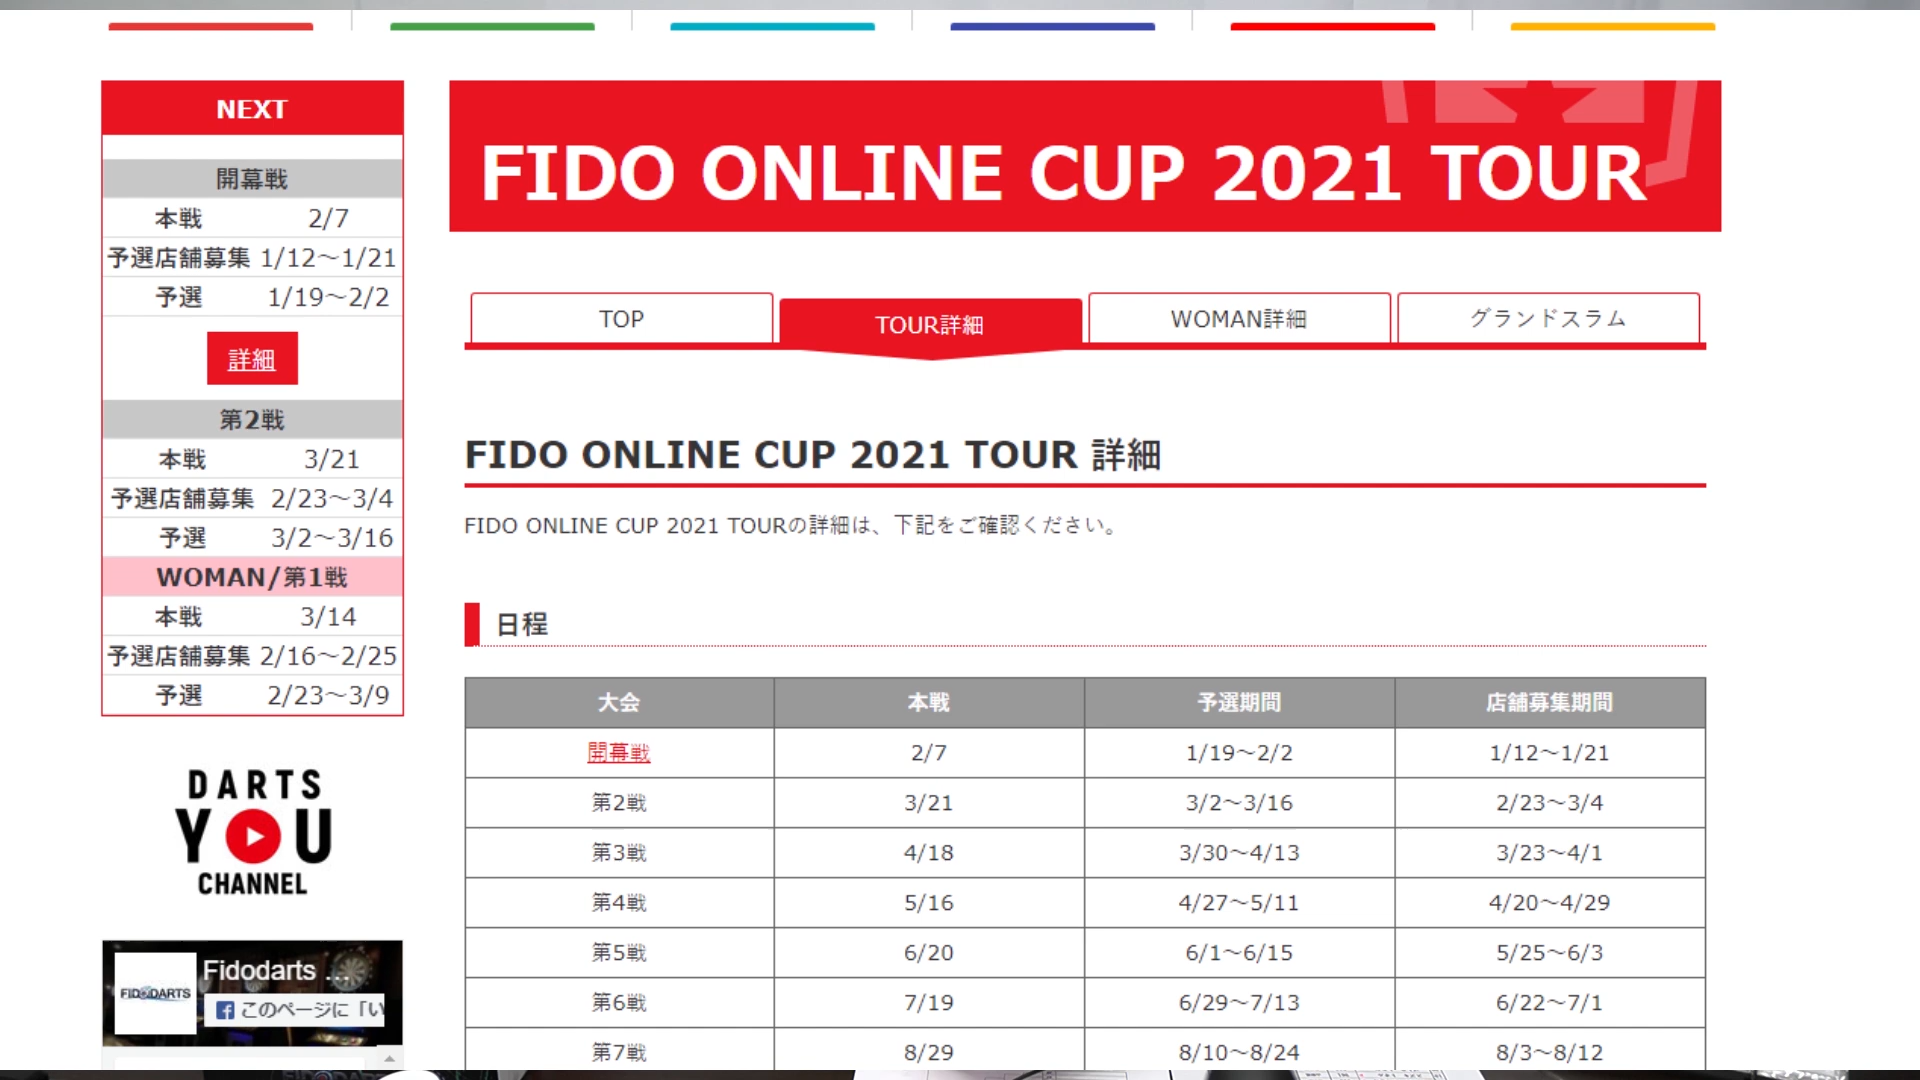 NEXT
開幕戦
本戦 2/7
予選店舗募集 1/12～1/21
予選 1/19～2/2
詳細
第2戦
本戦 3/21
予選店舗募集 2/23～3/4
予選 3/2～3/16
WOMAN/第1戦
本戦 3/14
予選店舗募集 2/16～2/25
予選 2/23～3/9
DARTS
YOU
CHANNEL
Fidodarts ...
FIDODARTS
このページに「い
FIDO ONLINE CUP 2021 TOUR
TOP TOUR詳細 WOMAN詳細 グランドスラム
FIDO ONLINE CUP 2021 TOUR 詳細
FIDO ONLINE CUP 2021 TOURの詳細は、下記をご確認ください。
日程
大会 本戦 予選期間 店舗募集期間
開幕戦 2/7 1/19～2/2 1/12～1/21
第2戦 3/21 3/2～3/16 2/23～3/4
第3戦 4/18 3/30～4/13 3/23～4/1
第4戦 5/16 4/27～5/11 4/20～4/29
第5戦 6/20 6/1～6/15 5/25～6/3
第6戦 7/19 6/29～7/13 6/22～7/1
第7戦 8/29 8/10～8/24 8/3～8/12